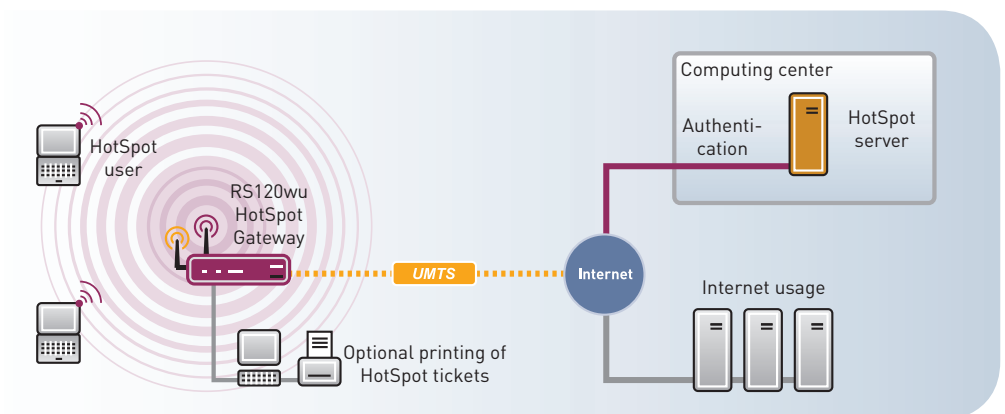 Computing center
Authenti-
cation
HotSpot
server
HotSpot
user
RS120wu
HotSpot
Gateway
UMTS
Internet
Internet usage
Optional printing of
HotSpot tickets